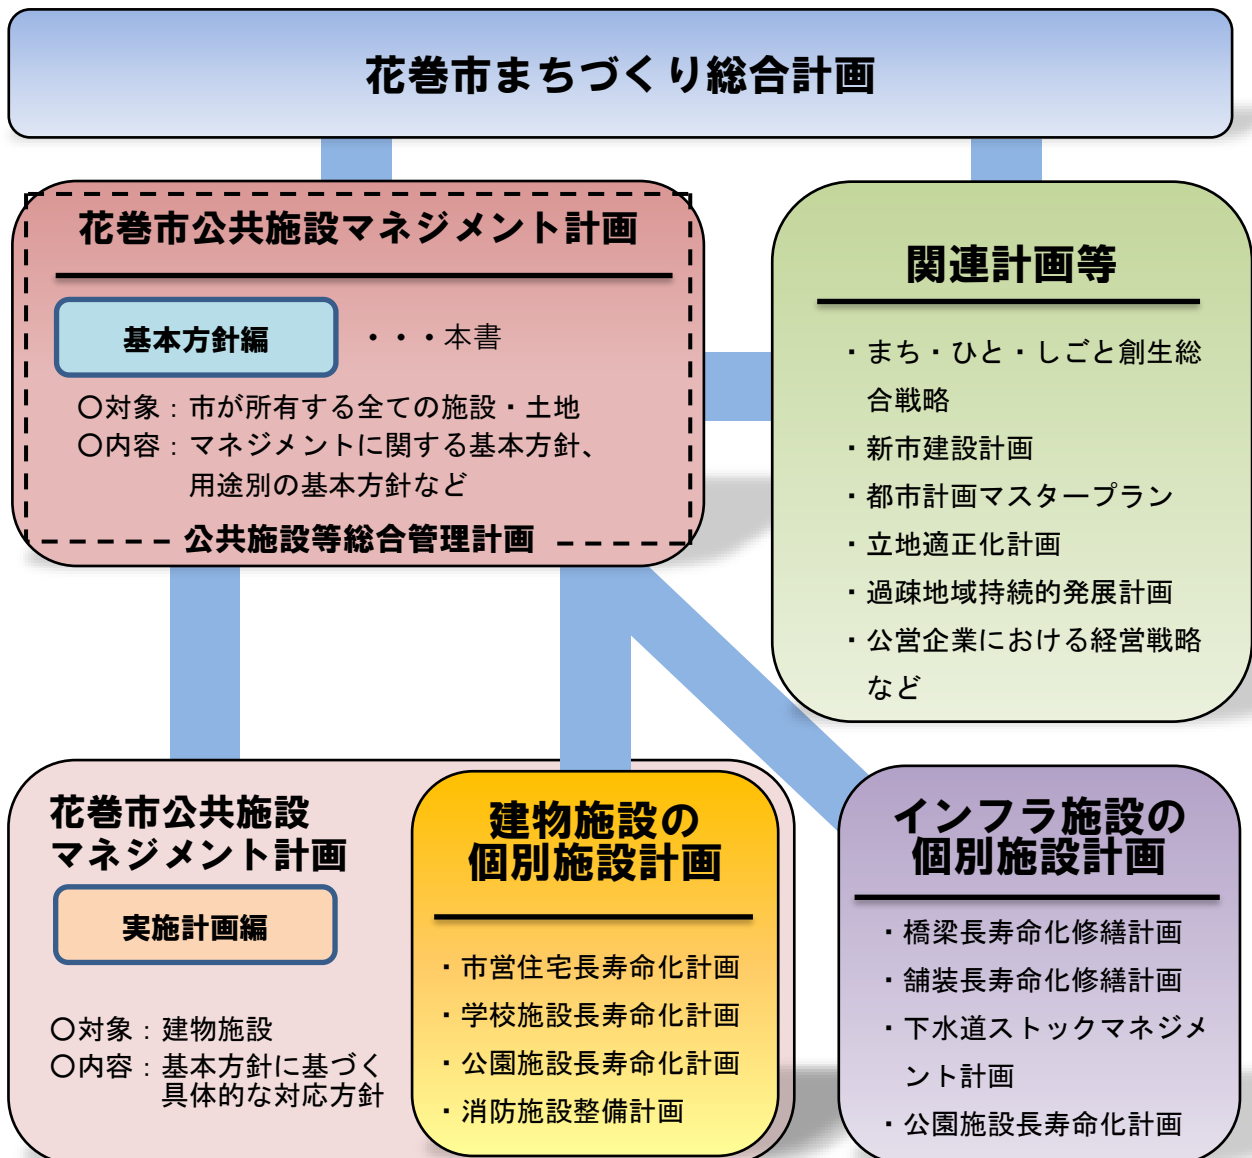 花巻市まちづくり総合計画
花巻市公共施設マネジメント計画
基本方針編
・・・本書
〇対象：市が所有する全ての施設・土地
〇内容：マネジメントに関する基本方針、
用途別の基本方針など
公共施設等総合管理計画
関連計画等
・まち・ひと・しごと創生総
合戦略
・新市建設計画
・都市計画マスタープラン
・立地適正化計画
・過疎地域持続的発展計画
・公営企業における経営戦略
など
花巻市公共施設
マネジメント計画
実施計画編
〇対象：建物施設
〇内容：基本方針に基づく
具体的な対応方針
建物施設の
個別施設計画
・市営住宅長寿命化計画
・学校施設長寿命化計画
・公園施設長寿命化計画
・消防施設整備計画
インフラ施設の
個別施設計画
・橋梁長寿命化修繕計画
・舗装長寿命化修繕計画
・下水道ストックマネジメ
ント計画
・公園施設長寿命化計画